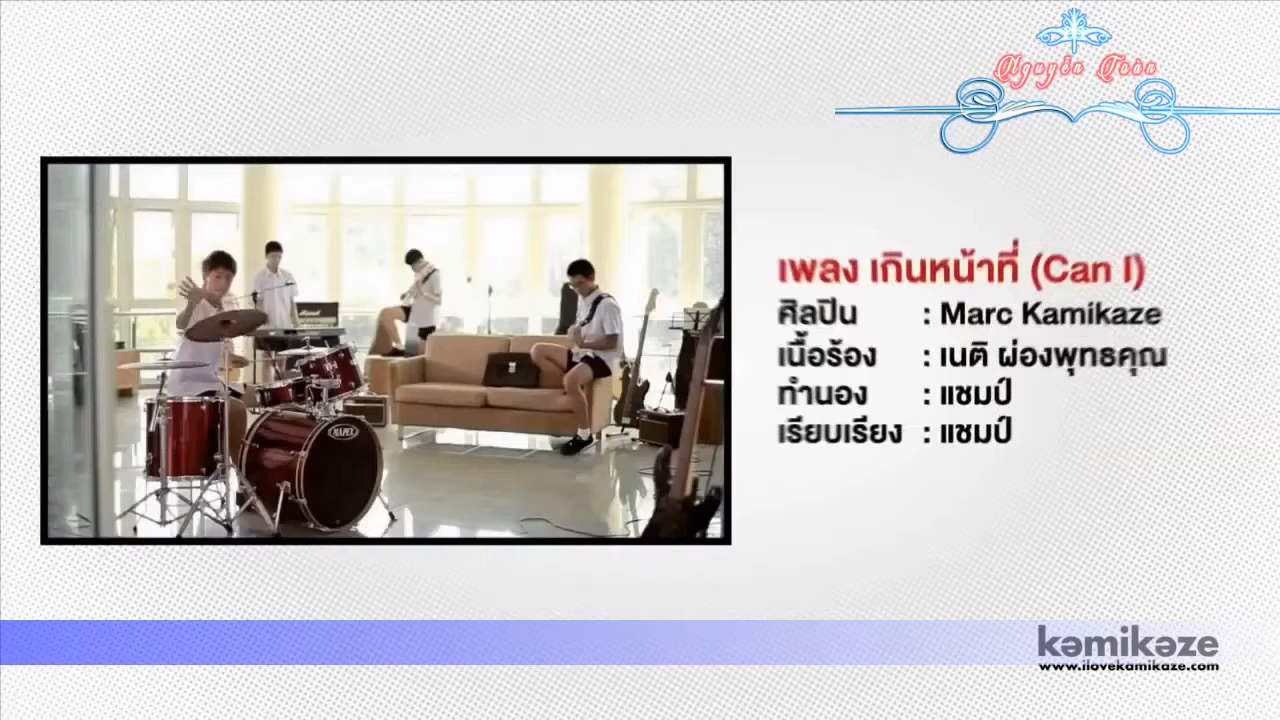 Nguyễn Toàn
เพลง เกินหน้าที่ (Can I)
ศิลปิน : Marc Kamikaze
เนื้อร้อง : เนติ ผ่องพุทธคุณ
ทำนอง : แชมป์
เรียบเรียง : แชมป์
MAPEX
kamikaze
www.ilovekamikaze.com